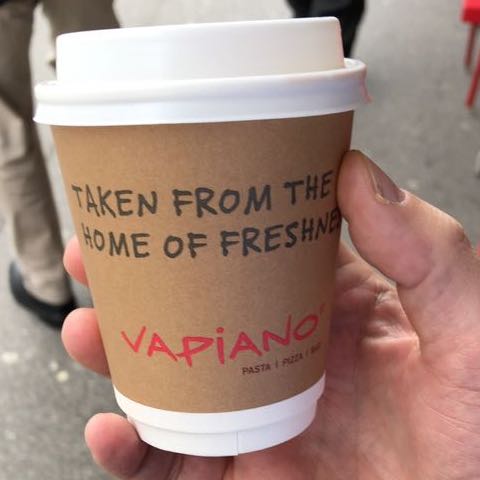 TAKEN FROM THE
HOME OF FRESHNE
VAPIANO®
PASTA | PIZZA | BAR